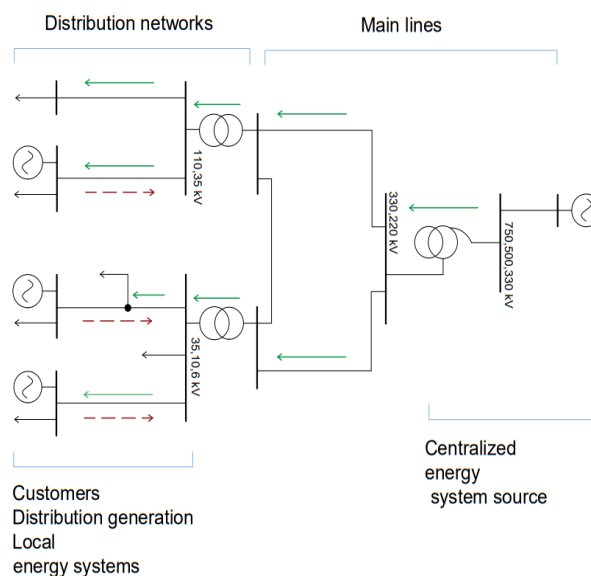 Distribution networks
Main lines
110,35 kV
330,220 kV
750,500,330 kV
35,10,6 kV
Centralized
energy
system source
Customers
Distribution generation
Local
energy systems